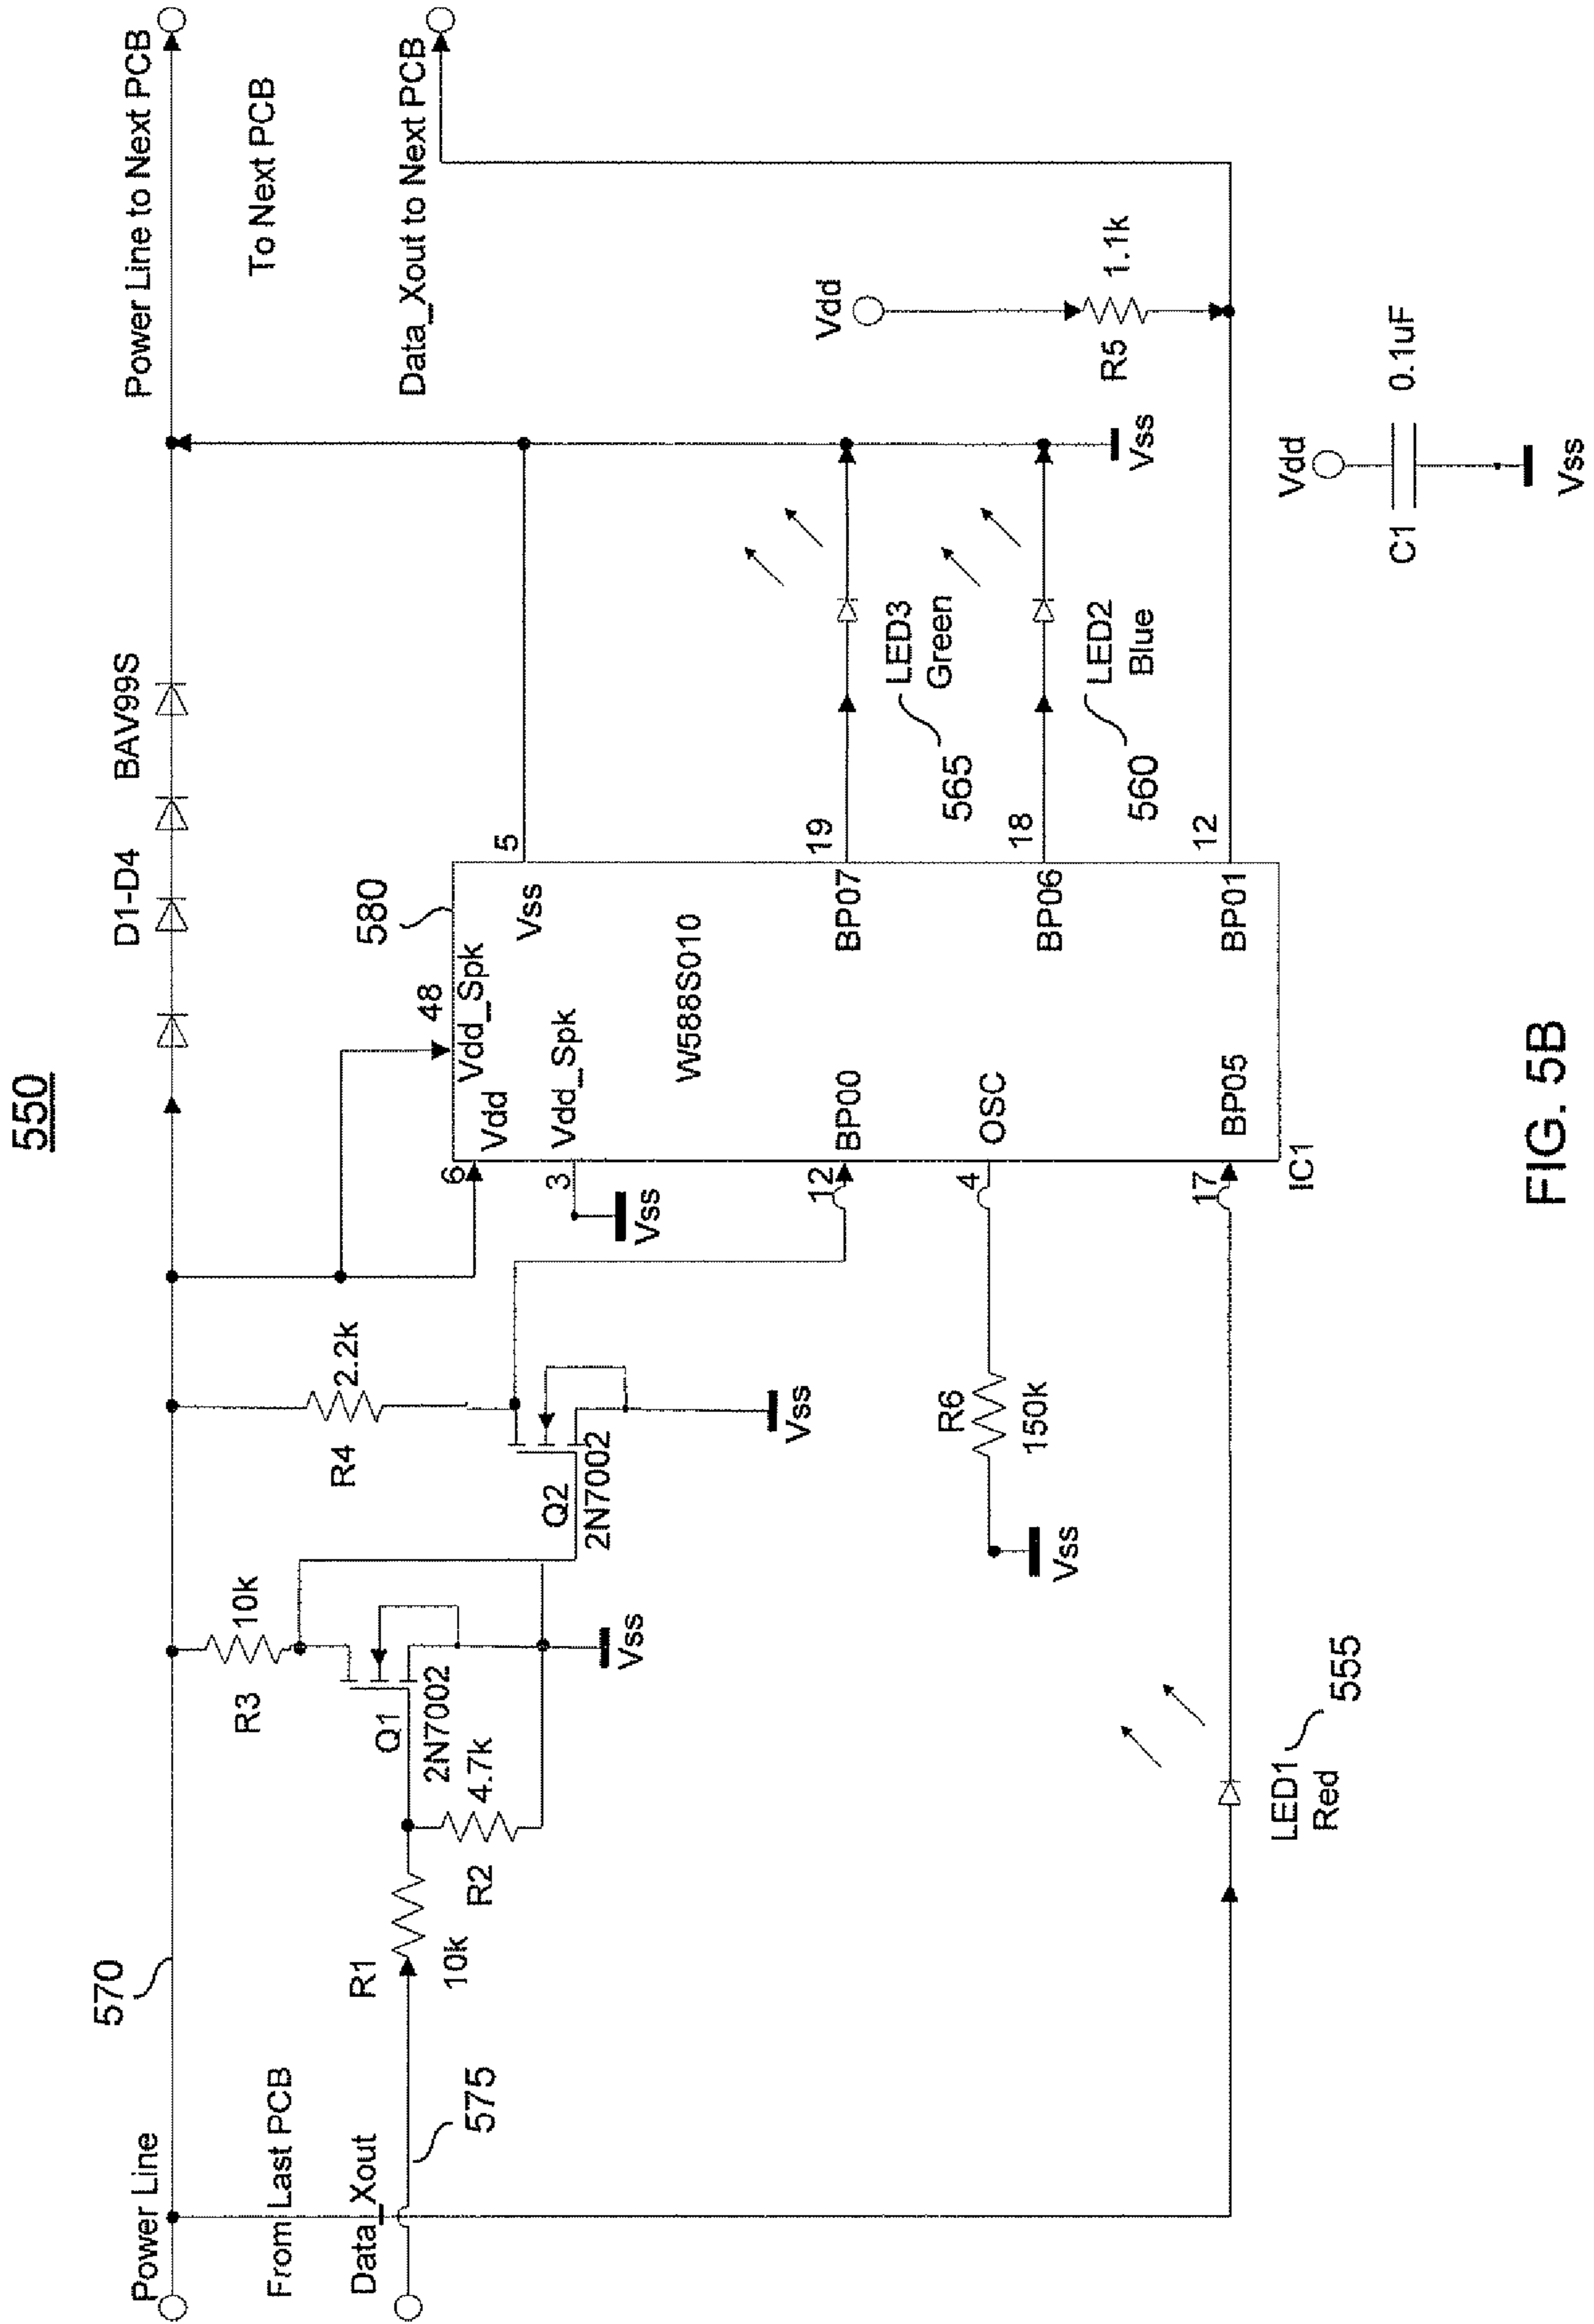 550
Power Line
570
D1-D4
BAV99S
Power Line to Next PCB
From Last PCB
To Next PCB
Data_Xout
575
R1
10k
R2
4.7k
R3
10k
Q1
2N7002
Vss
R4
2.2k
Q2
2N7002
Vss
Data_Xout to Next PCB
580
48
Vdd_Spk
6
Vdd
3
Vdd_Spk
Vss
5
Vss
W588S010
12
BP00
4
OSC
17
BP05
IC1
19
BP07
18
BP06
12
BP01
R6
150k
Vss
LED1
Red
555
LED3
Green
565
LED2
Blue
560
Vss
Vdd
R5
1.1k
Vdd
C1
0.1uF
Vss
FIG. 5B